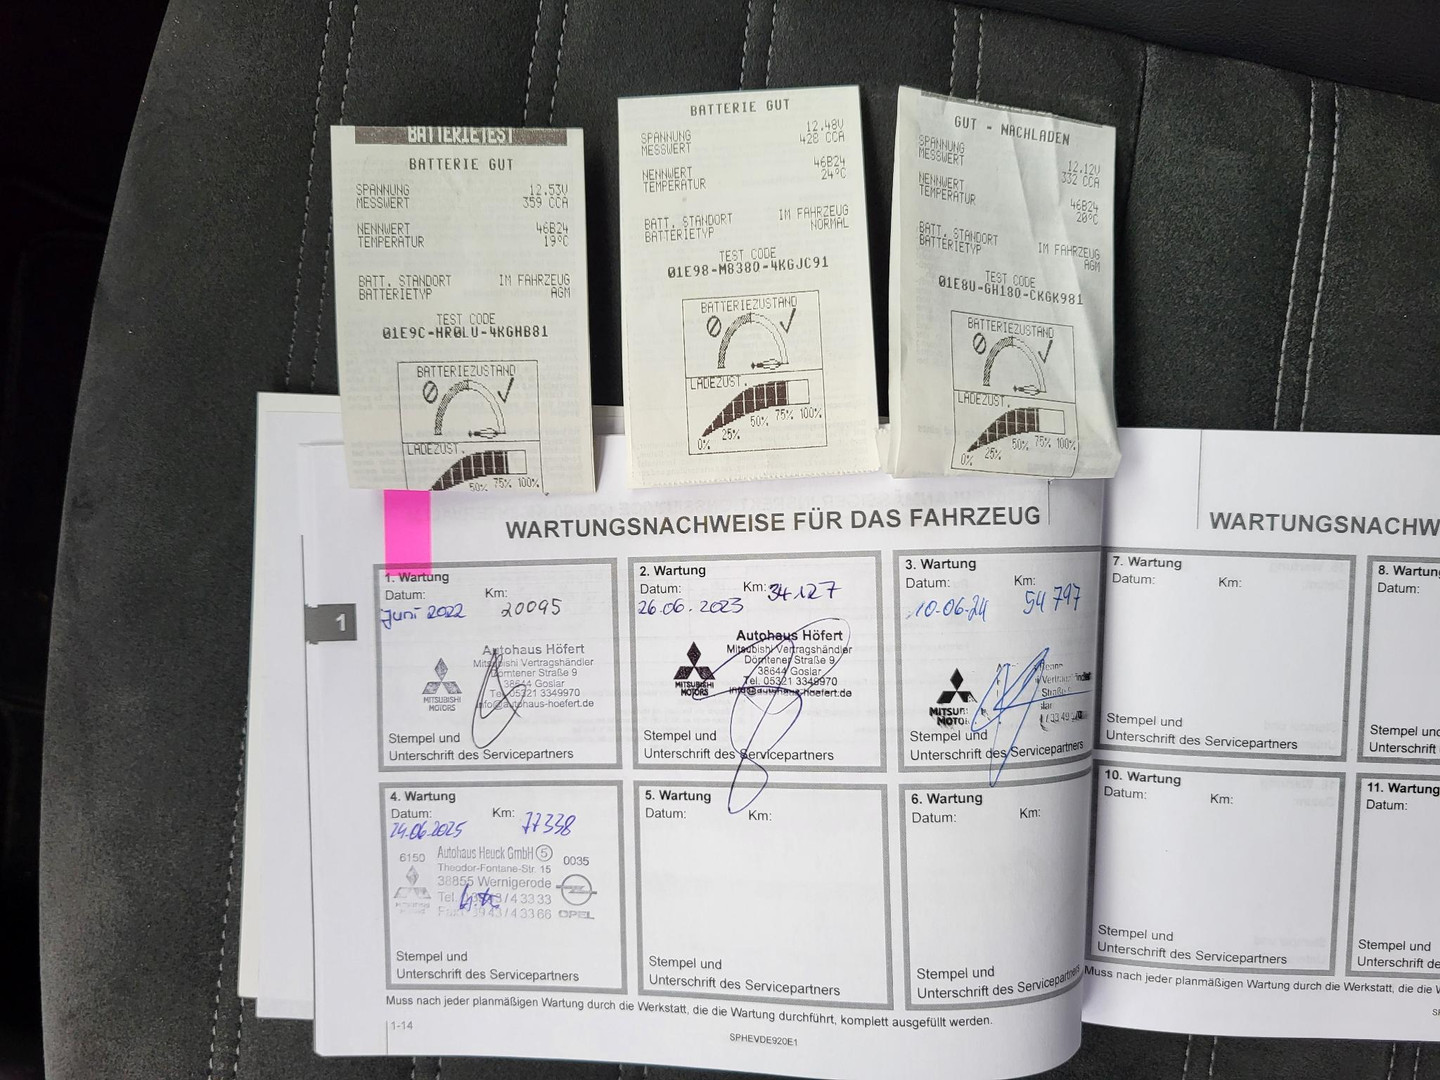 BATTERIETEST
BATTERIE GUT
SPANNUNG 12.53V
MESSWERT 359 CCA
NENNWERT 46B24
TEMPERATUR 19°C
BATT. STANDORT IM FAHRZEUG
BATTERIETYP AGM
TEST CODE
01E9C-HR0LU-4KGHB81
BATTERIEZUSTAND
LADEZUST.
50% 75% 100%
BATTERIE GUT
SPANNUNG 12.48V
MESSWERT 428 CCA
NENNWERT 46B24
TEMPERATUR 24°C
BATT. STANDORT IM FAHRZEUG
BATTERIETYP NORMAL
TEST CODE
01E98-M8380-4KGJC91
BATTERIEZUSTAND
LADEZUST.
0% 25% 50% 75% 100%
GUT - NACHLADEN
SPANNUNG 12.12V
MESSWERT 332 CCA
NENNWERT 46B24
TEMPERATUR 20°C
BATT. STANDORT IM FAHRZEUG
BATTERIETYP AGM
TEST CODE
01E8U-GH180-CKGK981
BATTERIEZUSTAND
LADEZUST.
0% 25% 50% 75% 100%
WARTUNGSNACHWEISE FÜR DAS FAHRZEUG
1
1. Wartung
Datum: Km:
Juni 2022 20095
Autohaus Höfert
Mitsubishi Vertragshändler
Dörntener Straße 9
38644 Goslar
Tel. 05321 3349970
info@autohaus-hoefert.de
MITSUBISHI
MOTORS
Stempel und
Unterschrift des Servicepartners
2. Wartung
Datum: Km: 34127
26.06.2023
Autohaus Höfert
Mitsubishi Vertragshändler
Dörntener Straße 9
38644 Goslar
Tel. 05321 3349970
info@autohaus-hoefert.de
MITSUBISHI
MOTORS
Stempel und
Unterschrift des Servicepartners
3. Wartung
Datum: Km:
10.06.24 54797
Straße
Stempel und
Unterschrift des Servicepartners
4. Wartung
Datum: Km: 77338
24.06.2025
6150 Autohaus Heuck GmbH 5 0035
Theodor-Fontane-Str. 15
38855 Wernigerode
Tel. 43/4 33 33
Fax 3943/4 33 66 OPEL
Stempel und
Unterschrift des Servicepartners
5. Wartung
Datum: Km:
Stempel und
Unterschrift des Servicepartners
6. Wartung
Datum: Km:
Stempel und
Unterschrift des Servicepartners
Muss nach jeder planmäßigen Wartung durch die Werkstatt, die die Wartung durchführt, komplett ausgefüllt werden.
1-14
SPHEVDE920E1
WARTUNGSNACHW
7. Wartung
Datum: Km:
Stempel und
Unterschrift des Servicepartners
8. Wartung
Datum:
Stempel und
Unterschrift
10. Wartung
Datum: Km:
Stempel und
Unterschrift des Servicepartners
11. Wartung
Datum:
Stempel und
Unterschrift de
Muss nach jeder planmäßigen Wartung durch die Werkstatt, die die W